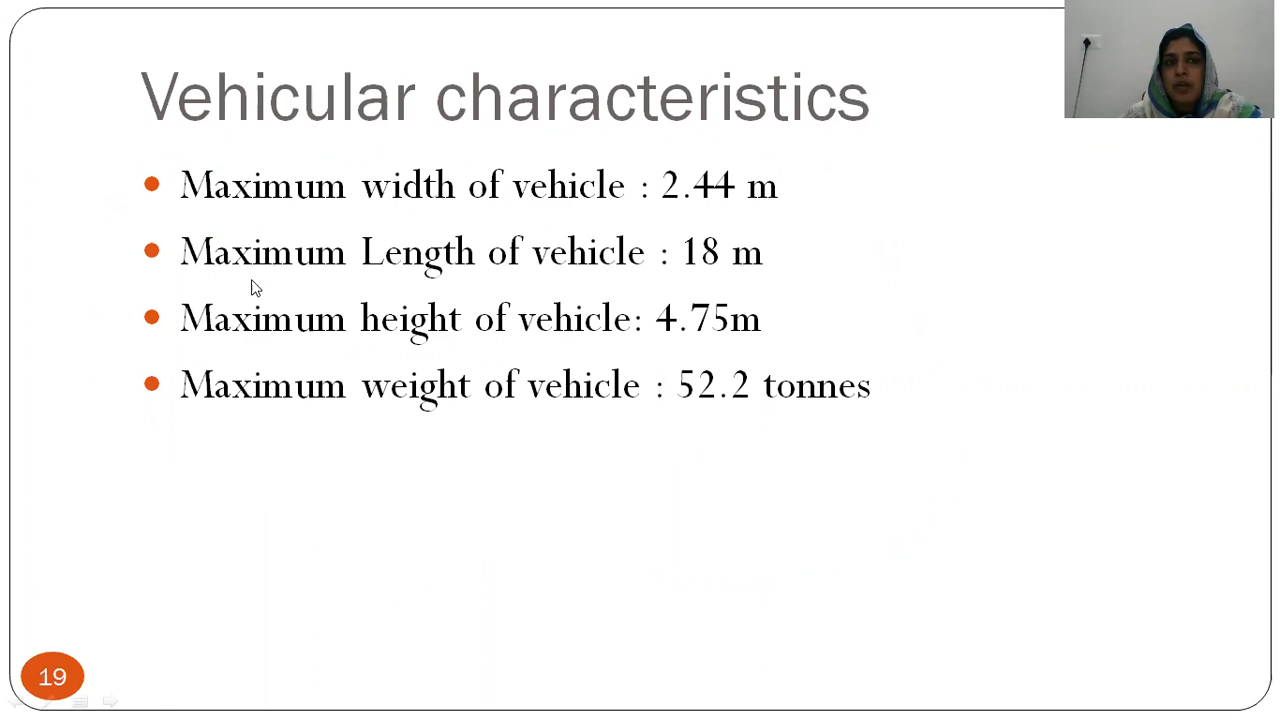 Vehicular characteristics
• Maximum width of vehicle : 2.44 m
• Maximum Length of vehicle : 18 m
• Maximum height of vehicle: 4.75m
• Maximum weight of vehicle : 52.2 tonnes
19